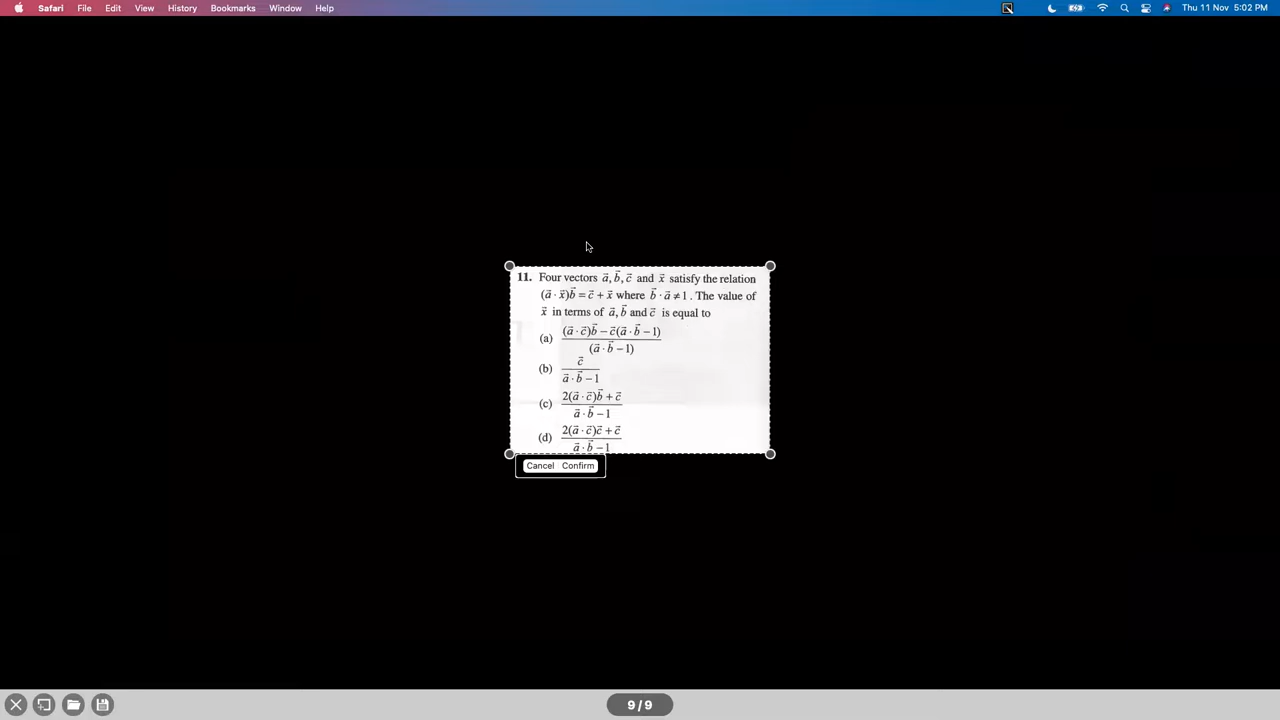 Safari File Edit View History Bookmarks Window Help Thu 11 Nov 5:02 PM
11. Four vectors a⃗, b⃗, c⃗ and x⃗ satisfy the relation
(a⃗ · x⃗)b⃗ = c⃗ + x⃗ where b⃗ · a⃗ ≠ 1. The value of
x⃗ in terms of a⃗, b⃗ and c⃗ is equal to
(a) (a⃗ · c⃗)b⃗ − c⃗(a⃗ · b⃗ − 1)
(a⃗ · b⃗ − 1)
(b) c⃗
a⃗ · b⃗ − 1
(c) 2(a⃗ · c⃗)b⃗ + c⃗
a⃗ · b⃗ − 1
(d) 2(a⃗ · c⃗)c⃗ + c⃗
a⃗ · b⃗ − 1
Cancel Confirm
9 / 9